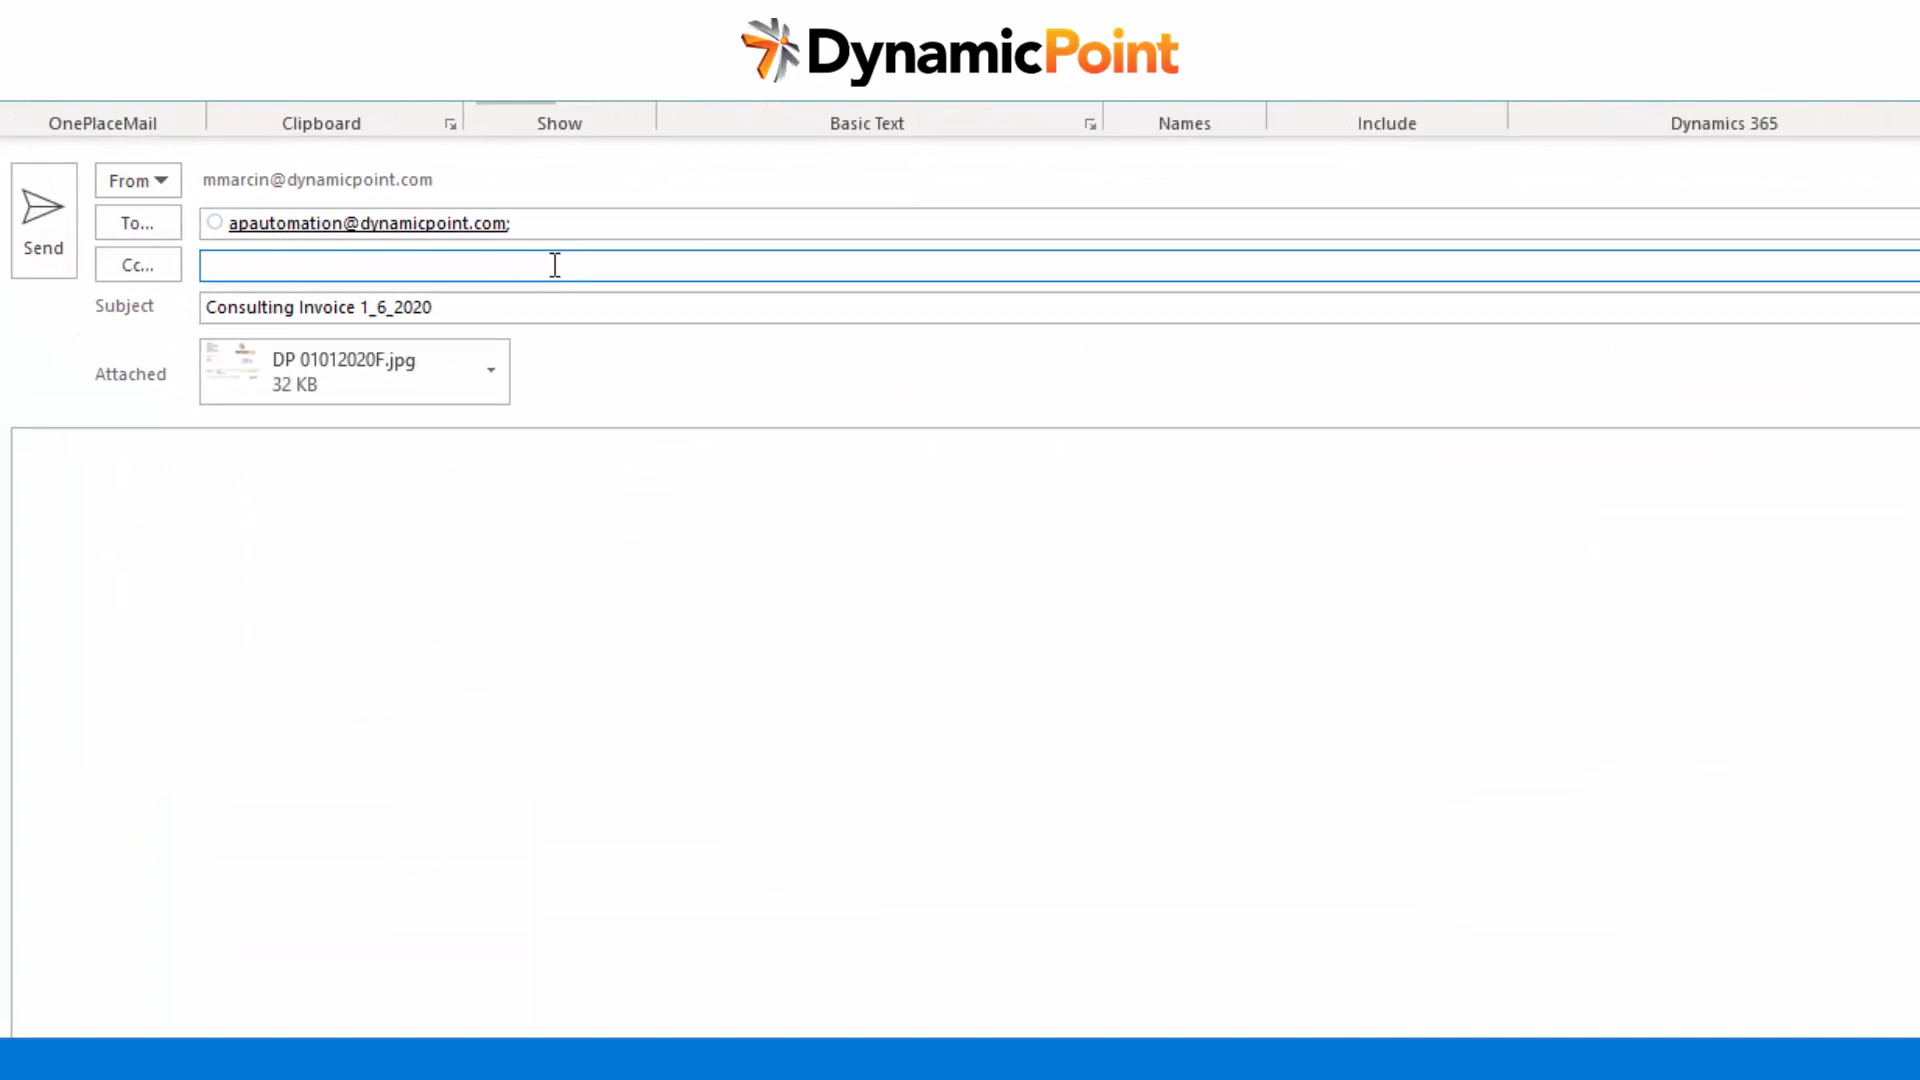 DynamicPoint
OnePlaceMail Clipboard Show Basic Text Names Include Dynamics 365
From mmarcin@dynamicpoint.com
To... apautomation@dynamicpoint.com;
Send
Cc...
Subject Consulting Invoice 1_6_2020
DP 01012020F.jpg
Attached
32 KB